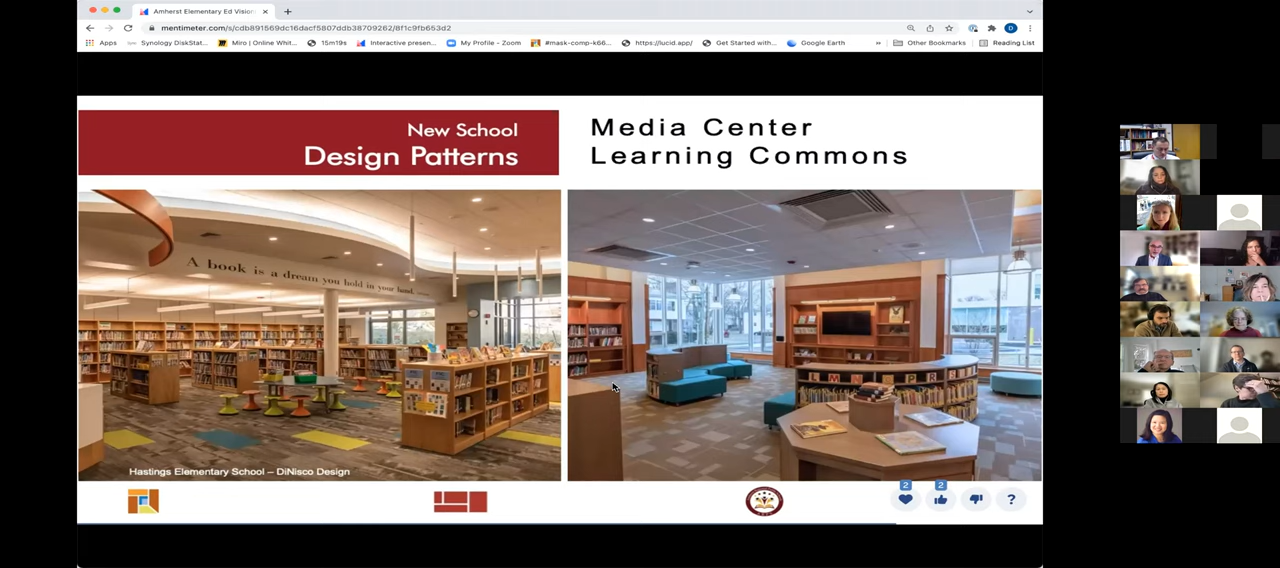 Amherst Elementary Ed Vision
mentimeter.com/s/cdb891569dc16dacf5807ddb38709262/8f1c9fb653d2
Apps
Synology DiskStat...
Miro | Online Whit...
15m19s
Interactive presen...
My Profile - Zoom
#mask-comp-k66...
https://lucid.app/
Get Started with...
Google Earth
»
Other Bookmarks
Reading List
D
New School
Design Patterns
Media Center
Learning Commons
A book is a dream you hold in your hand.
L M N O P Q R S
Hastings Elementary School – DiNisco Design
2
2
?